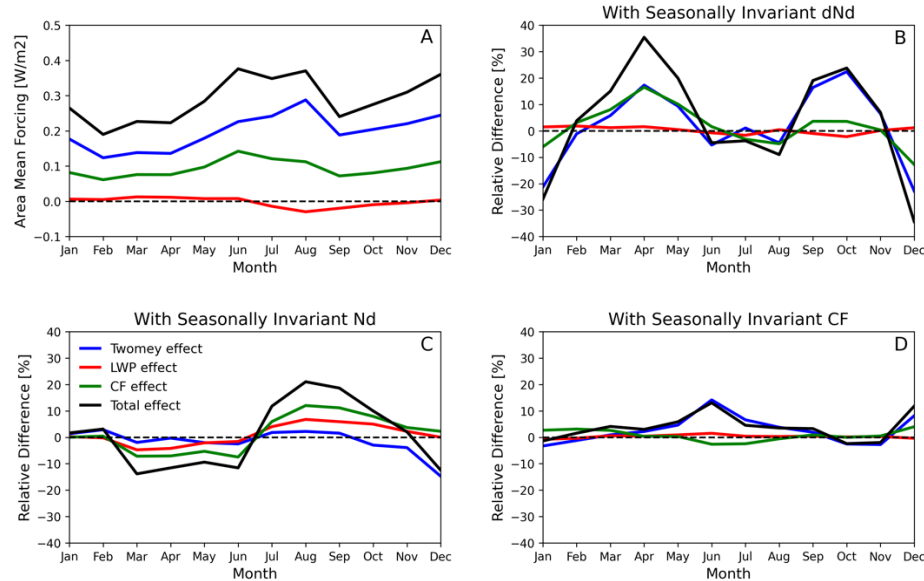 A
Area Mean Forcing [W/m2]
0.5
0.4
0.3
0.2
0.1
0.0
−0.1
Jan Feb Mar Apr May Jun Jul Aug Sep Oct Nov Dec
Month
With Seasonally Invariant dNd
B
Relative Difference [%]
40
30
20
10
0
−10
−20
−30
−40
Jan Feb Mar Apr May Jun Jul Aug Sep Oct Nov Dec
Month
With Seasonally Invariant Nd
C
Twomey effect
LWP effect
CF effect
Total effect
Relative Difference [%]
40
30
20
10
0
−10
−20
−30
−40
Jan Feb Mar Apr May Jun Jul Aug Sep Oct Nov Dec
Month
With Seasonally Invariant CF
D
Relative Difference [%]
40
30
20
10
0
−10
−20
−30
−40
Jan Feb Mar Apr May Jun Jul Aug Sep Oct Nov Dec
Month